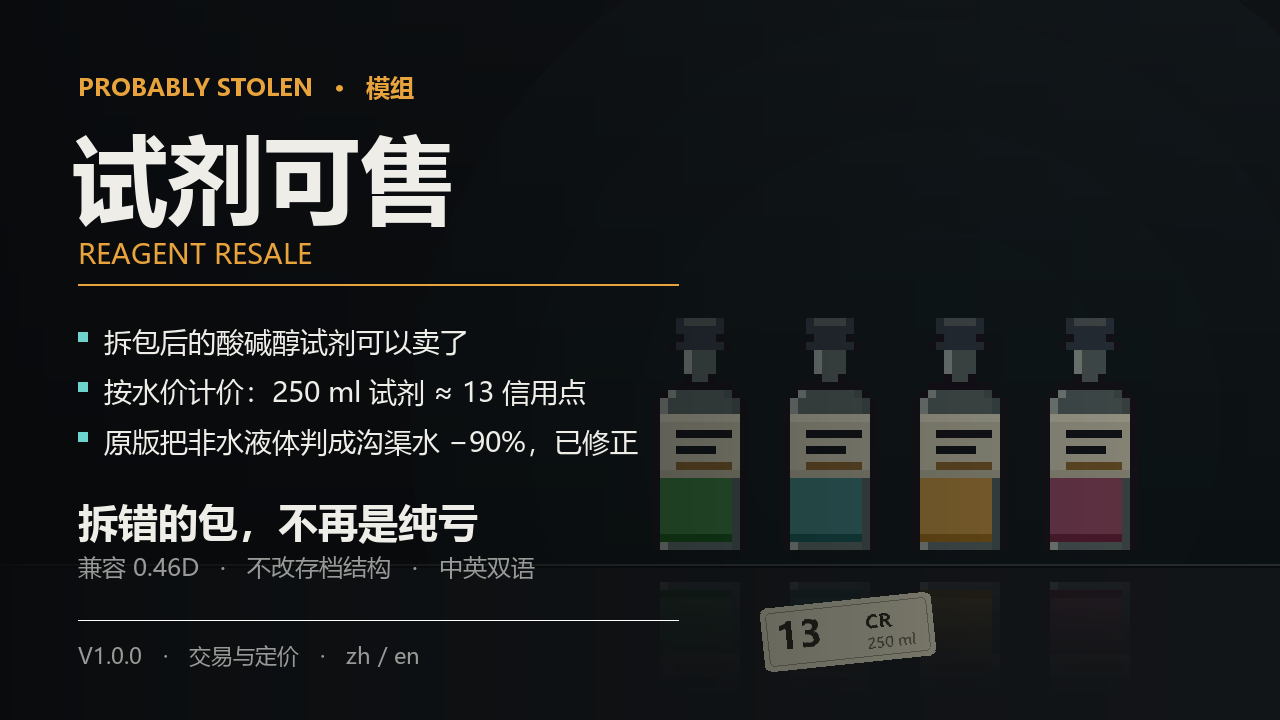 PROBABLY STOLEN · 模组
试剂可售
REAGENT RESALE
拆包后的酸碱醇试剂可以卖了
按水价计价：250 ml 试剂 ≈ 13 信用点
原版把非水液体判成沟渠水 −90%，已修正
拆错的包，不再是纯亏
兼容 0.46D · 不改存档结构 · 中英双语
13 CR
250 ml
V1.0.0 · 交易与定价 · zh / en